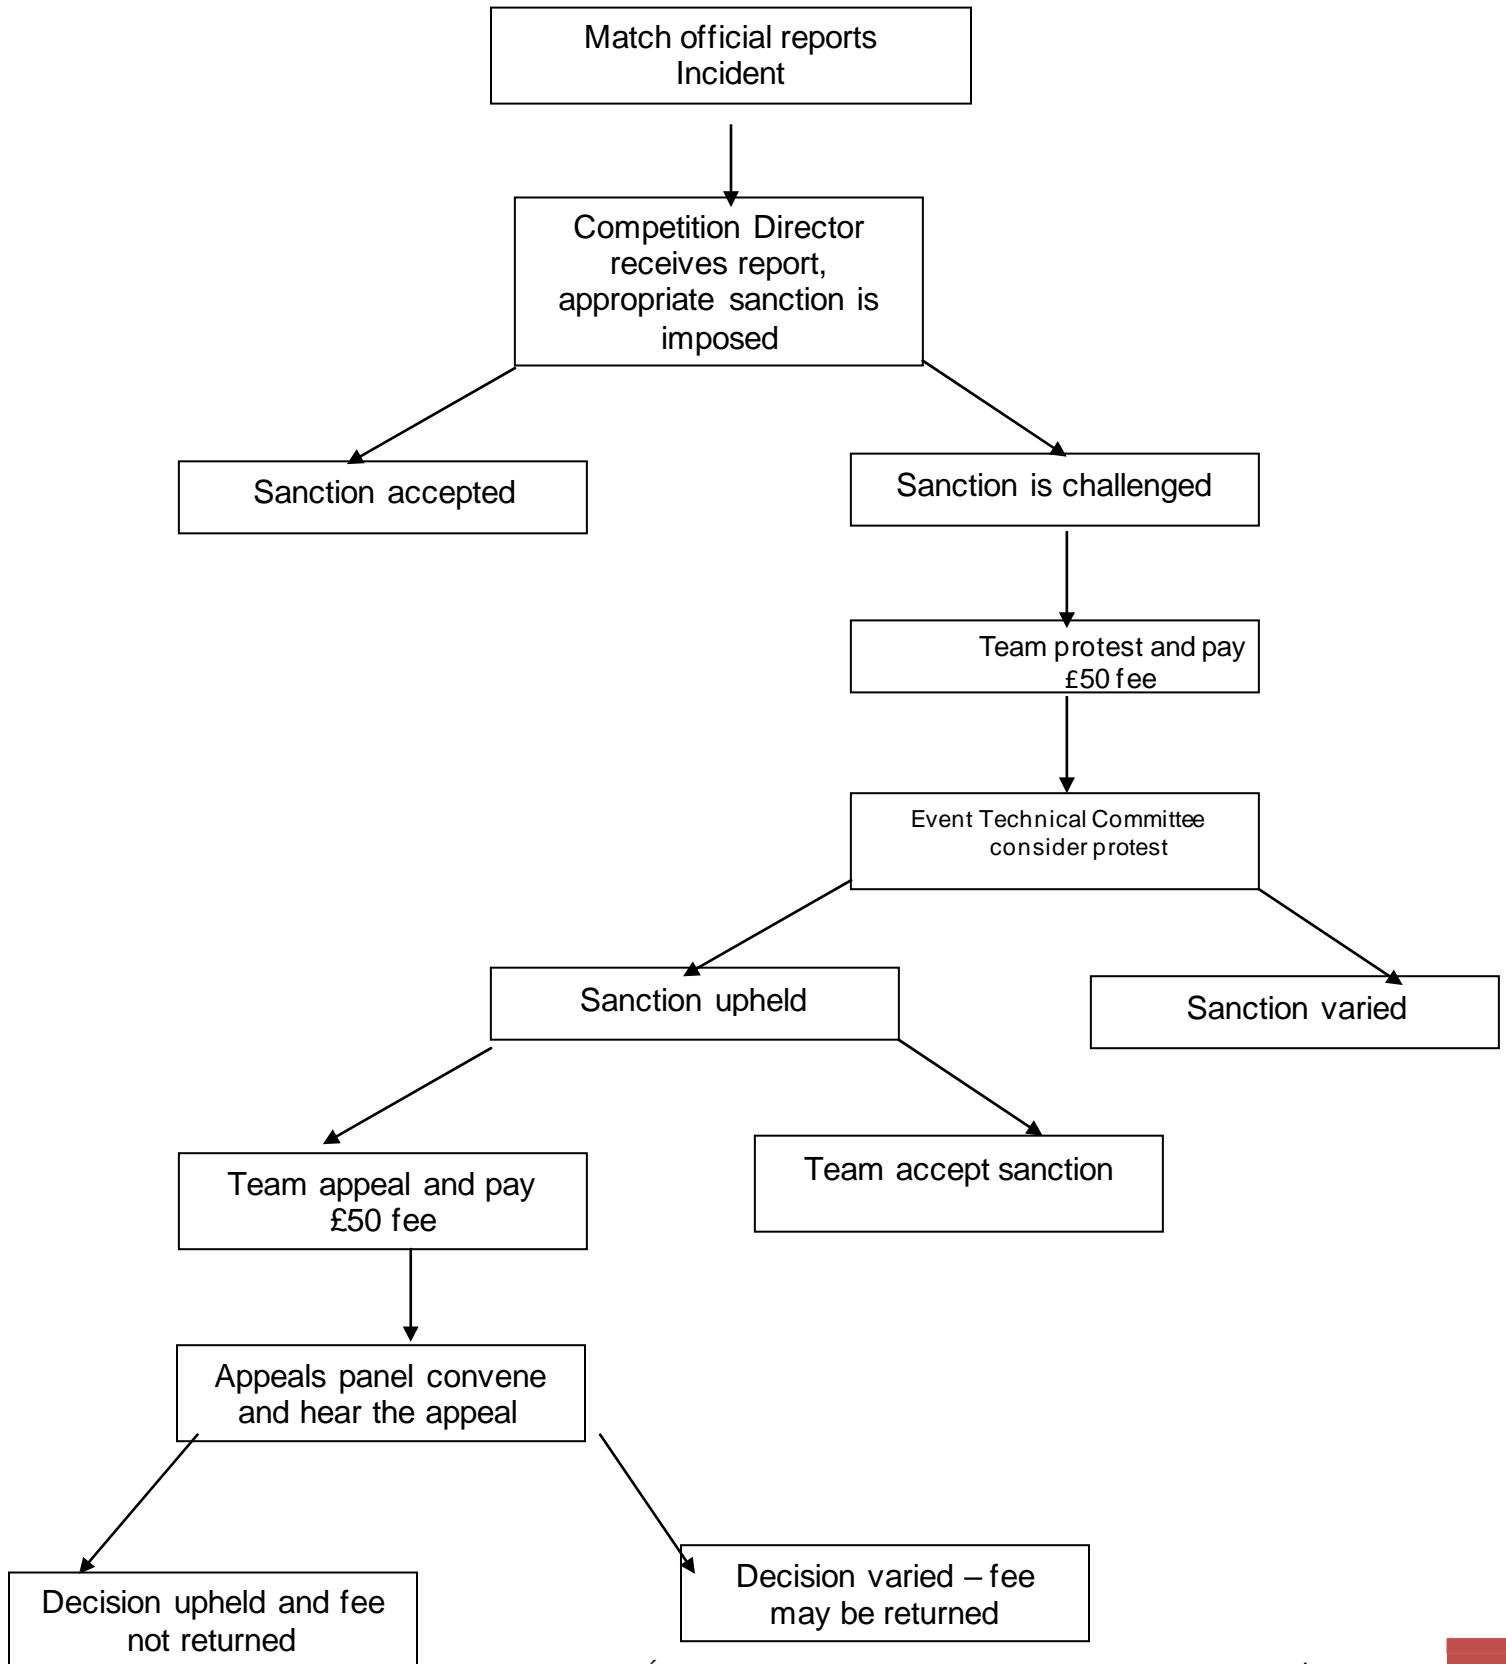 Match official reports
Incident
Competition Director
receives report,
appropriate sanction is
imposed
Sanction accepted
Sanction is challenged
Team protest and pay
£50 fee
Event Technical Committee
consider protest
Sanction upheld
Sanction varied
Team accept sanction
Team appeal and pay
£50 fee
Appeals panel convene
and hear the appeal
Decision varied – fee
may be returned
Decision upheld and fee
not returned